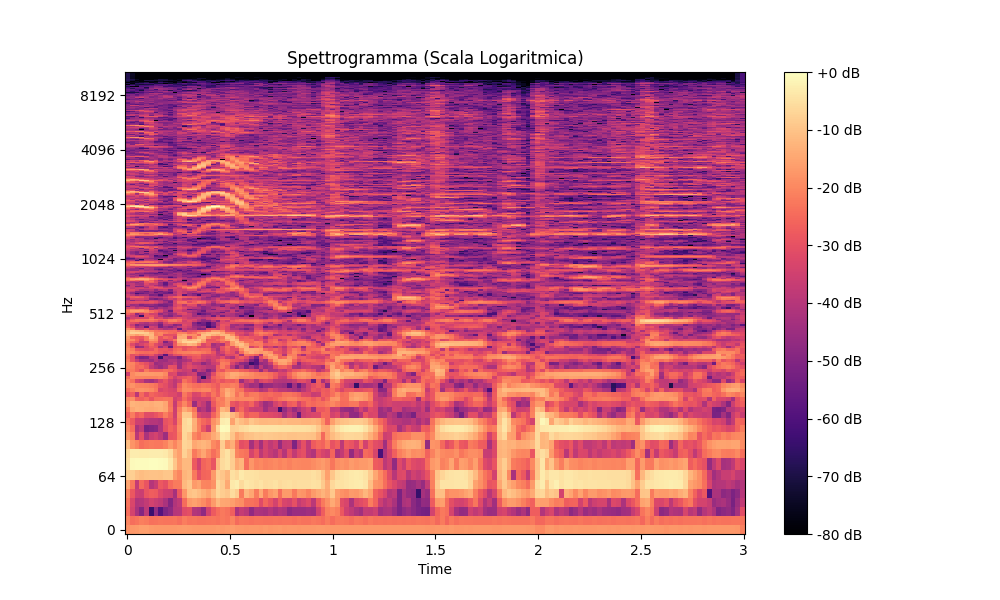 Spettrogramma (Scala Logaritmica)
Hz
8192
4096
2048
1024
512
256
128
64
0
0 0.5 1 1.5 2 2.5 3
Time
+0 dB
-10 dB
-20 dB
-30 dB
-40 dB
-50 dB
-60 dB
-70 dB
-80 dB